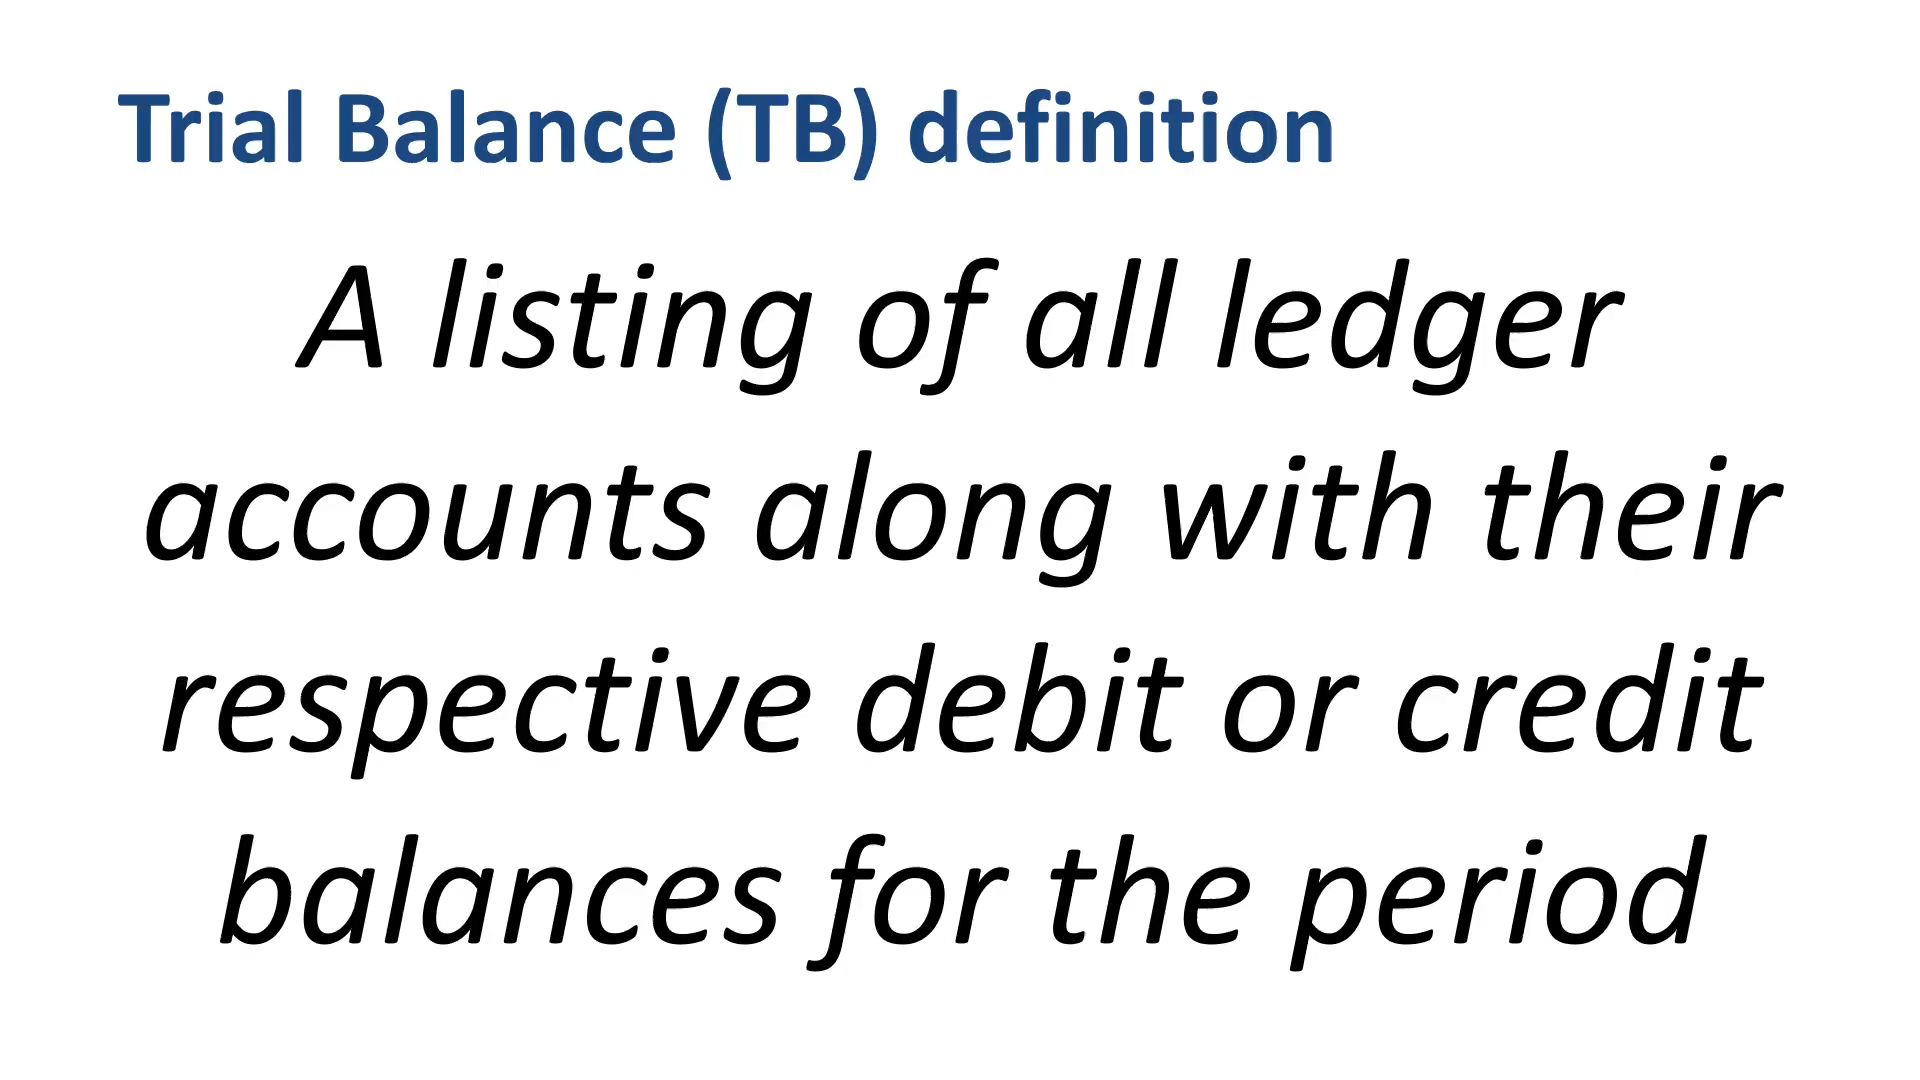 Trial Balance (TB) definition
A listing of all ledger
accounts along with their
respective debit or credit
balances for the period